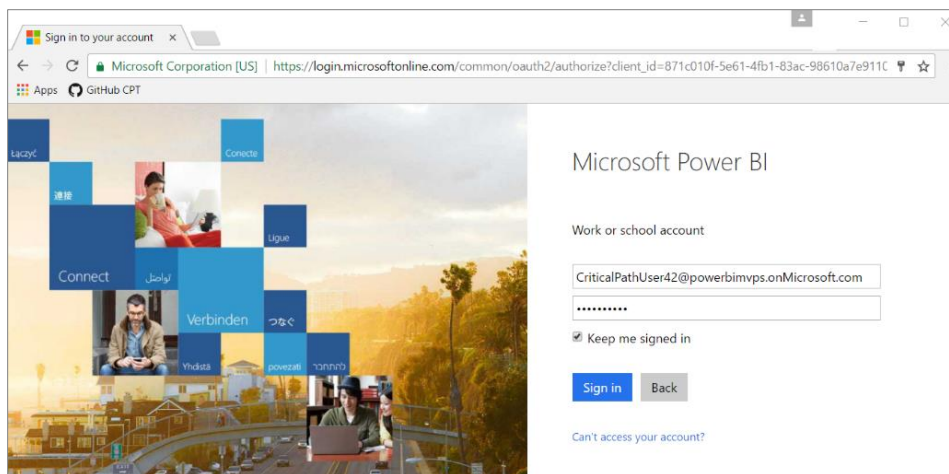 Sign in to your account
Microsoft Corporation [US] | https://login.microsoftonline.com/common/oauth2/authorize?client_id=871c010f-5e61-4fb1-83ac-98610a7e911C
Apps GitHub CPT
Łączyć
Conecte
連接
Ligue
Connect
تواصل
Verbinden
つなぐ
Yhdistä
povezati
להתחבר
Microsoft Power BI
Work or school account
CriticalPathUser42@powerbimvps.onMicrosoft.com
••••••••••
Keep me signed in
Sign in Back
Can't access your account?